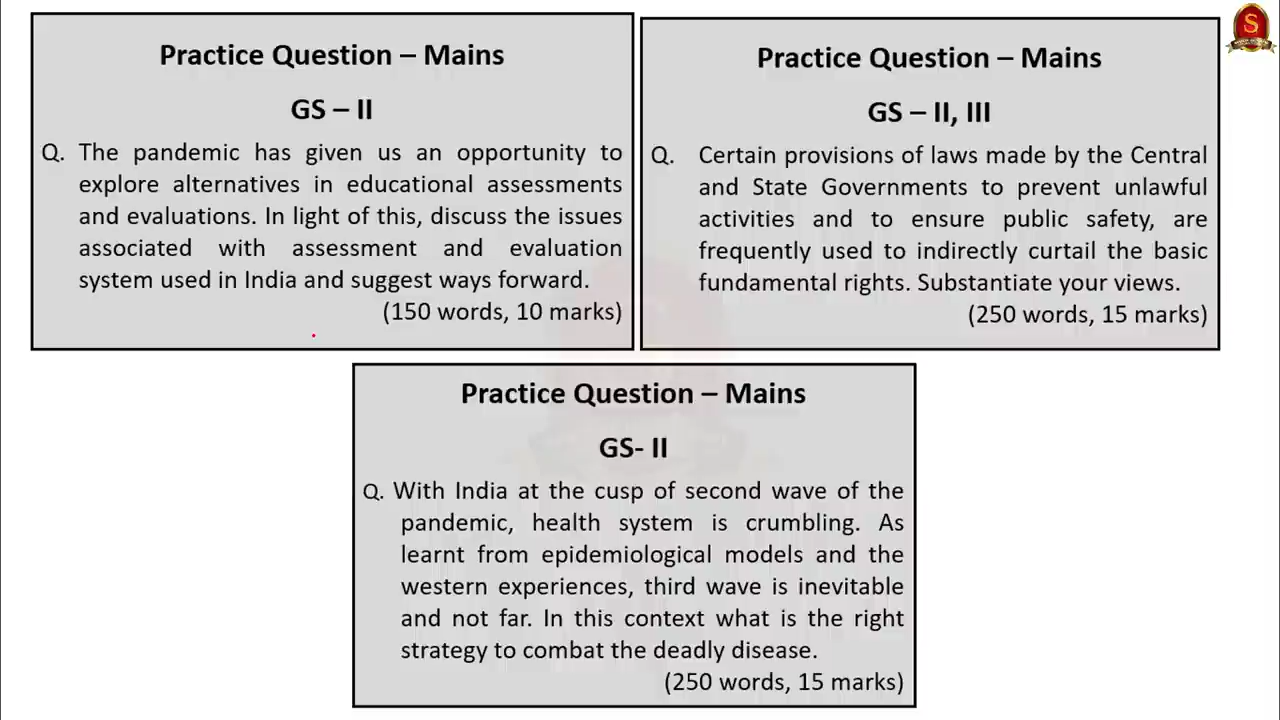 Practice Question – Mains
GS – II
Q. The pandemic has given us an opportunity to
explore alternatives in educational assessments
and evaluations. In light of this, discuss the issues
associated with assessment and evaluation
system used in India and suggest ways forward.
(150 words, 10 marks)
Practice Question – Mains
GS – II, III
Q. Certain provisions of laws made by the Central
and State Governments to prevent unlawful
activities and to ensure public safety, are
frequently used to indirectly curtail the basic
fundamental rights. Substantiate your views.
(250 words, 15 marks)
Practice Question – Mains
GS- II
Q. With India at the cusp of second wave of the
pandemic, health system is crumbling. As
learnt from epidemiological models and the
western experiences, third wave is inevitable
and not far. In this context what is the right
strategy to combat the deadly disease.
(250 words, 15 marks)
S